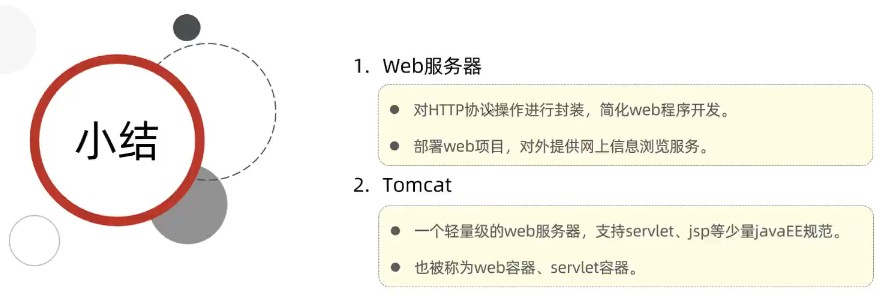 小结
1. Web服务器
● 对HTTP协议操作进行封装，简化web程序开发。
● 部署web项目，对外提供网上信息浏览服务。
2. Tomcat
● 一个轻量级的web服务器，支持servlet、jsp等少量javaEE规范。
● 也被称为web容器、servlet容器。